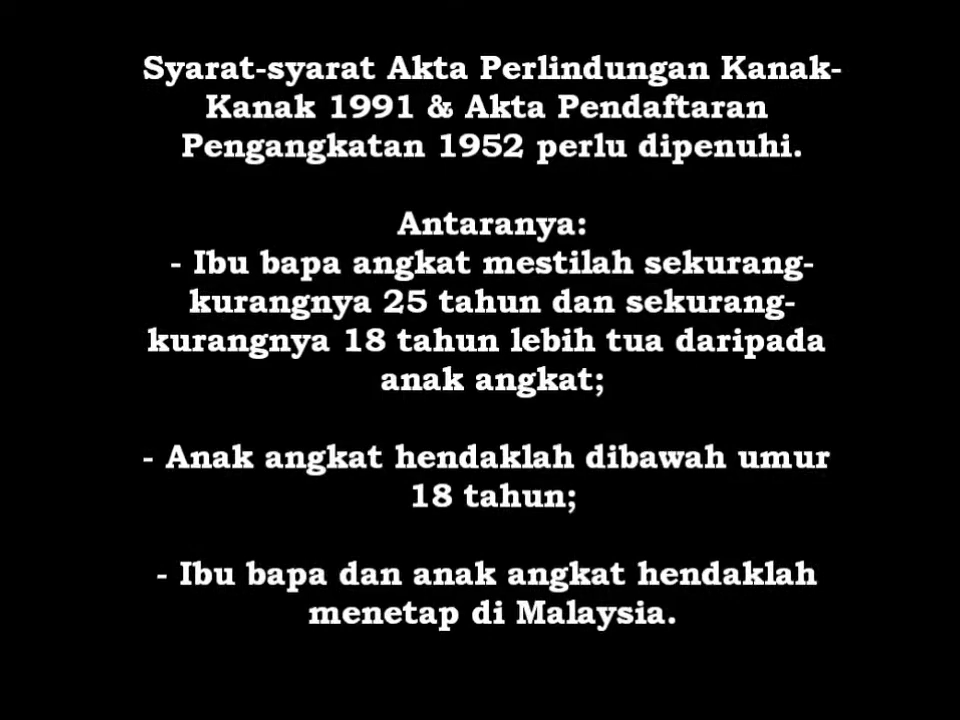 Syarat-syarat Akta Perlindungan Kanak-
Kanak 1991 & Akta Pendaftaran
Pengangkatan 1952 perlu dipenuhi.
Antaranya:
- Ibu bapa angkat mestilah sekurang-
kurangnya 25 tahun dan sekurang-
kurangnya 18 tahun lebih tua daripada
anak angkat;
- Anak angkat hendaklah dibawah umur
18 tahun;
- Ibu bapa dan anak angkat hendaklah
menetap di Malaysia.